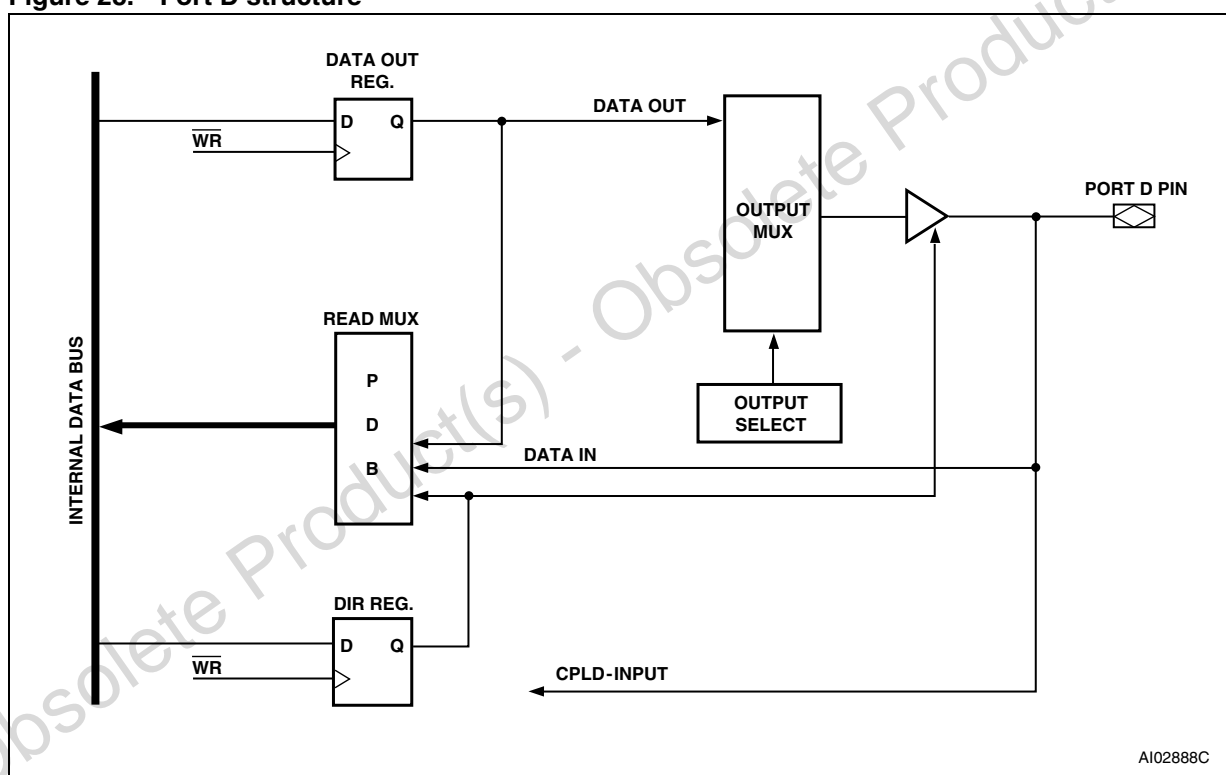 Figure 28. Port D structure
DATA OUT
REG.
D Q
WR
DATA OUT
OUTPUT
MUX
PORT D PIN
READ MUX
P
D
B
OUTPUT
SELECT
DATA IN
INTERNAL DATA BUS
DIR REG.
D Q
WR
CPLD-INPUT
AI02888C
Obsolete Product(s) - Obsolete Product